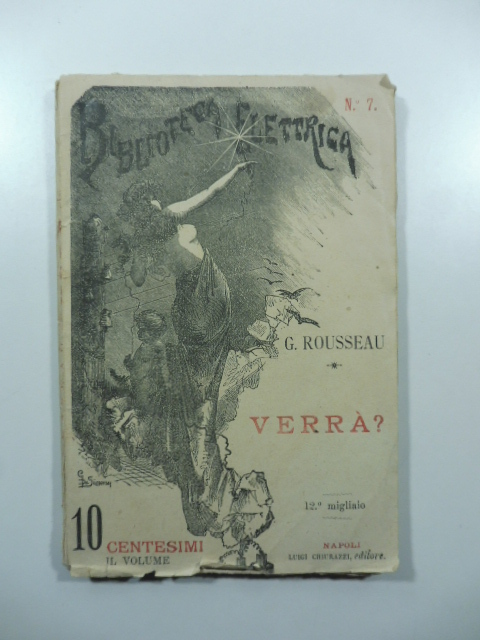 BIBLIOTECA ELETTRICA
N.º 7.
G. ROUSSEAU
VERRÀ?
12.º migliaio
10 CENTESIMI
IL VOLUME
NAPOLI
LUIGI CHIURAZZI, editore.